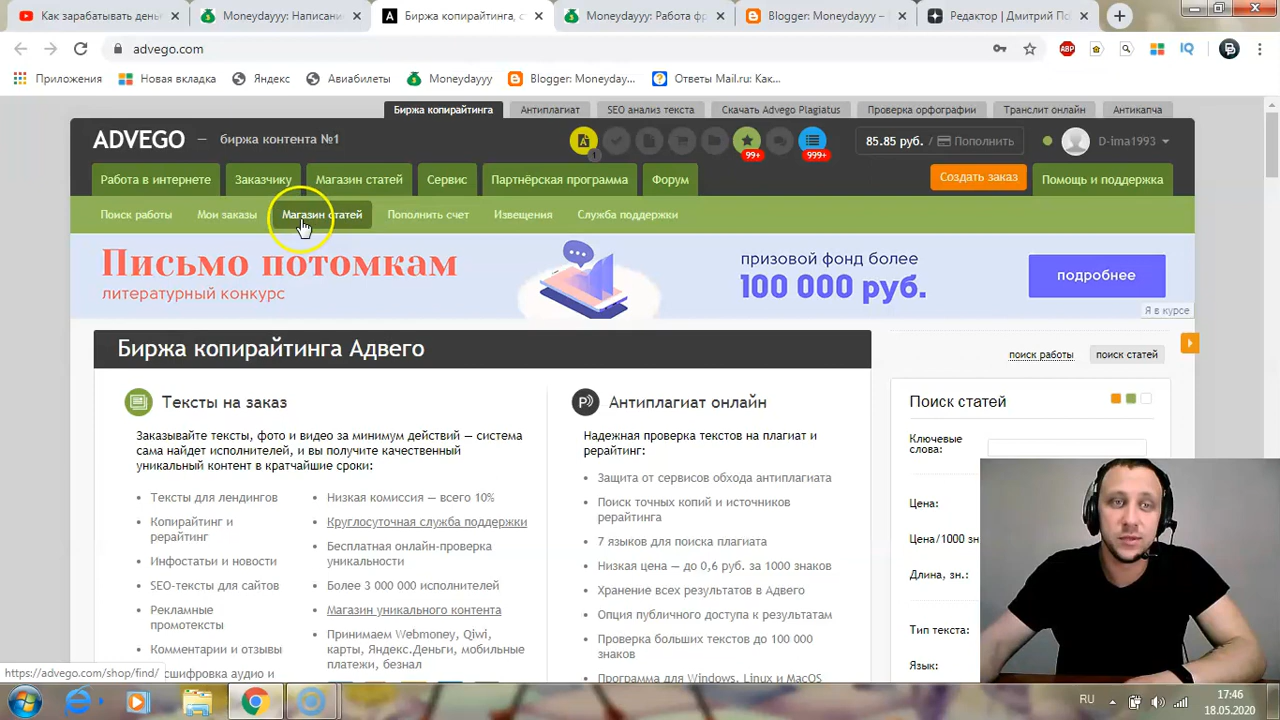 Как зарабатывать день
Moneydayyy: Написани
Биржа копирайтинга, с
Moneydayyy: Работа фр
Blogger: Moneydayyy –
Редактор | Дмитрий По
advego.com
ABP
IQ
Приложения
Новая вкладка
Яндекс
Авиабилеты
Moneydayyy
Blogger: Moneyday...
Ответы Mail.ru: Как...
Биржа копирайтинга
Антиплагиат
SEO анализ текста
Скачать Advego Plagiatus
Проверка орфографии
Транслит онлайн
Антикапча
ADVEGO — биржа контента №1
1
99+
999+
85.85 руб. / Пополнить
D-ima1993
Работа в интернете
Заказчику
Магазин статей
Сервис
Партнёрская программа
Форум
Создать заказ
Помощь и поддержка
Поиск работы
Мои заказы
Магазин статей
Пополнить счет
Извещения
Служба поддержки
Письмо потомкам
литературный конкурс
призовой фонд более
100 000 руб.
подробнее
Я в курсе
Биржа копирайтинга Адвего
поиск работы
поиск статей
Тексты на заказ
Заказывайте тексты, фото и видео за минимум действий — система
сама найдет исполнителей, и вы получите качественный
уникальный контент в кратчайшие сроки:
Тексты для лендингов
Копирайтинг и
рерайтинг
Инфостатьи и новости
SEO-тексты для сайтов
Рекламные
промотексты
Комментарии и отзывы
Низкая комиссия — всего 10%
Круглосуточная служба поддержки
Бесплатная онлайн-проверка
уникальности
Более 3 000 000 исполнителей
Магазин уникального контента
Принимаем Webmoney, Qiwi,
карты, Яндекс.Деньги, мобильные
платежи, безнал
Антиплагиат онлайн
Надежная проверка текстов на плагиат и
рерайтинг:
Защита от сервисов обхода антиплагиата
Поиск точных копий и источников
рерайтинга
7 языков для поиска плагиата
Низкая цена — до 0,6 руб. за 1000 знаков
Хранение всех результатов в Адвего
Опция публичного доступа к результатам
Проверка больших текстов до 100 000
знаков
Программа для Windows, Linux и MacOS
Поиск статей
Ключевые
слова:
Цена:
Цена/1000 зн
Длина, зн.:
Тип текста:
Язык:
https://advego.com/shop/find/
сшифровка аудио и
RU
17:46
18.05.2020